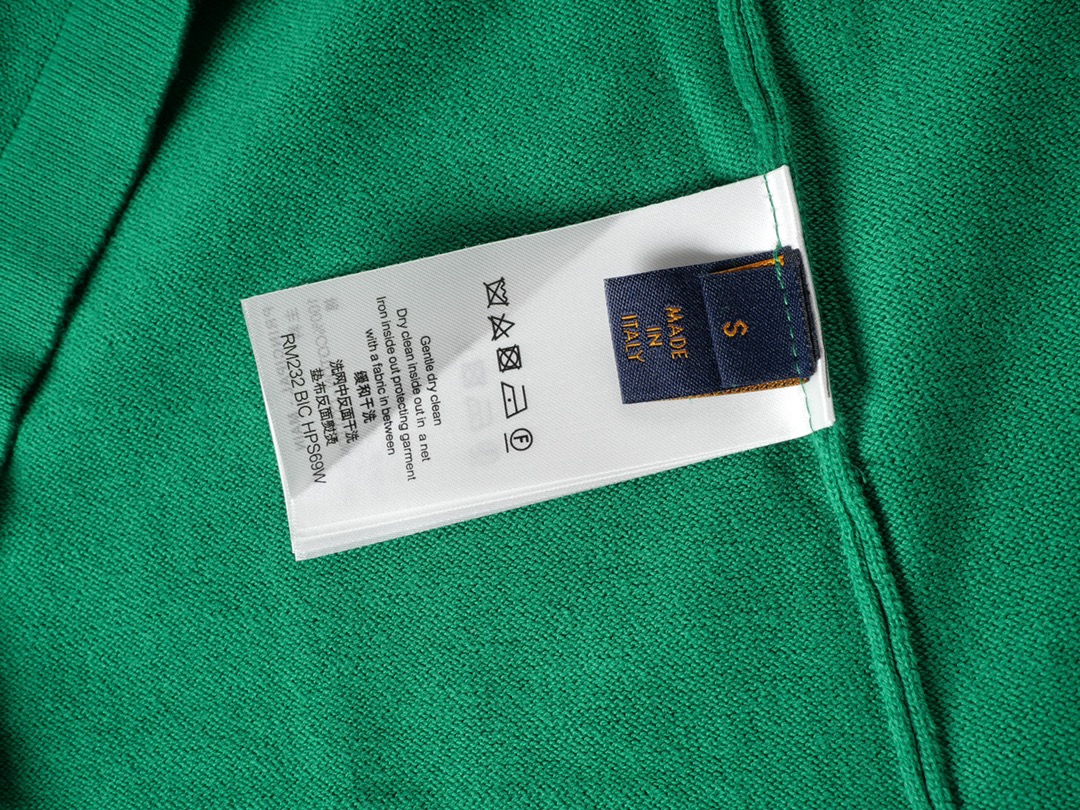 Gentle dry clean
Dry clean inside out in a net
Iron inside out protecting garment
with a fabric in between
缓和干洗
洗网中反面干洗
垫布反面熨烫
RM232 BIC HPS69W
F
S
MADE
IN
ITALY